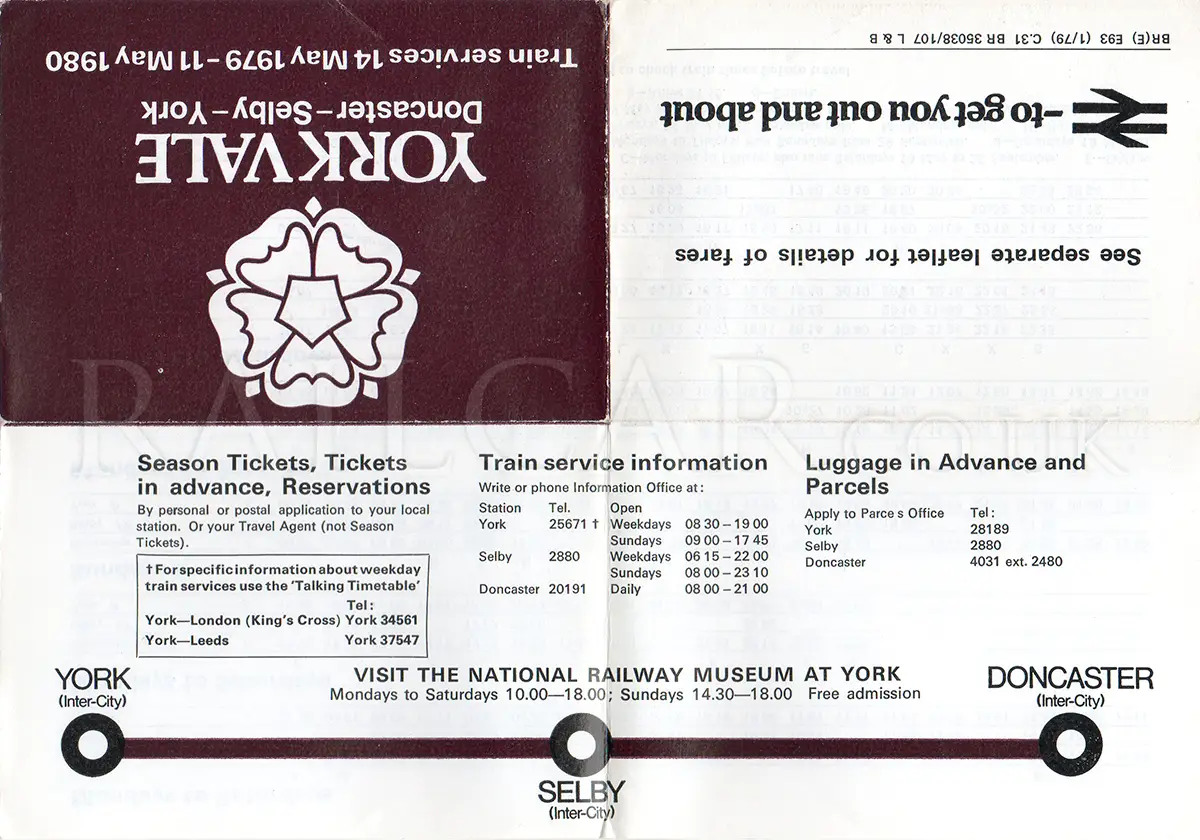 YORK VALE
Doncaster–Selby–York
Train services 14 May 1979–11 May 1980
See separate leaflet for details of fares
–to get you out and about
BR(E) E93 (1/79) C.31 BR 35038/107 L & B
RAILCAR.co.uk
Season Tickets, Tickets
in advance, Reservations
By personal or postal application to your local
station. Or your Travel Agent (not Season
Tickets).
† For specific information about weekday
train services use the ‘Talking Timetable’
Tel:
York—London (King's Cross) York 34561
York—Leeds York 37547
Train service information
Write or phone Information Office at:
Station Tel. Open
York 25671 † Weekdays 08 30 – 19 00
Sundays 09 00 – 17 45
Selby 2880 Weekdays 06 15 – 22 00
Sundays 08 00 – 23 10
Doncaster 20191 Daily 08 00 – 21 00
Luggage in Advance and
Parcels
Apply to Parce s Office Tel:
York 28189
Selby 2880
Doncaster 4031 ext. 2480
VISIT THE NATIONAL RAILWAY MUSEUM AT YORK
Mondays to Saturdays 10.00—18.00; Sundays 14.30—18.00 Free admission
YORK
(Inter-City)
SELBY
(Inter-City)
DONCASTER
(Inter-City)